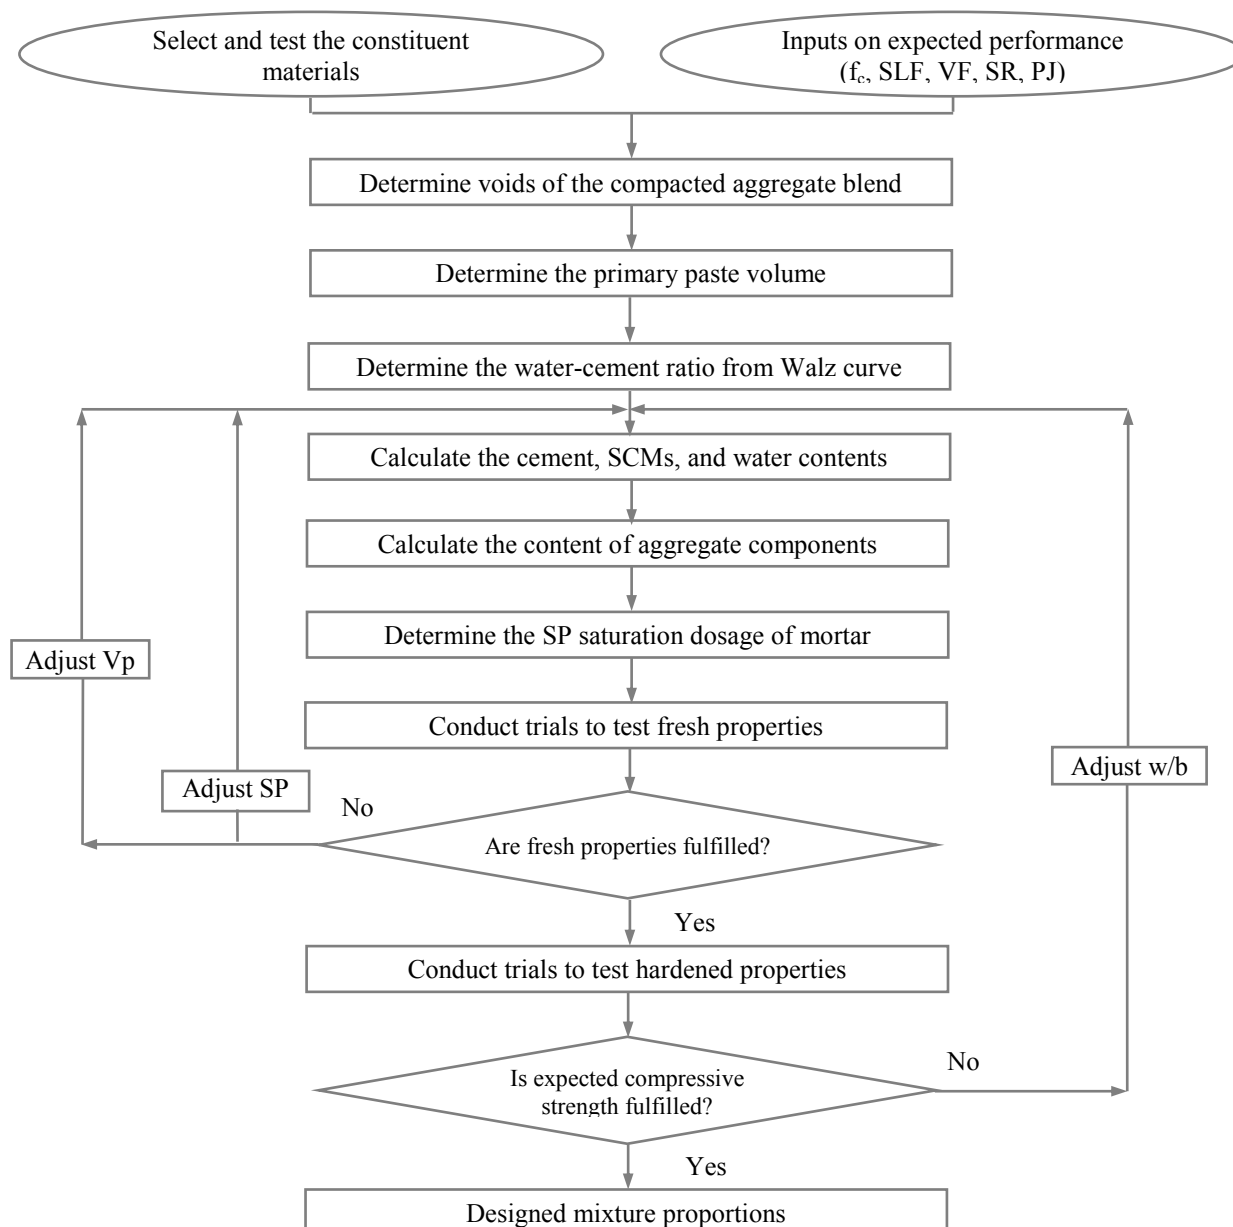 Select and test the constituent
materials
Inputs on expected performance
(fc, SLF, VF, SR, PJ)
Determine voids of the compacted aggregate blend
Determine the primary paste volume
Determine the water-cement ratio from Walz curve
Calculate the cement, SCMs, and water contents
Calculate the content of aggregate components
Determine the SP saturation dosage of mortar
Adjust Vp
Conduct trials to test fresh properties
Adjust w/b
Adjust SP
No
Are fresh properties fulfilled?
Yes
Conduct trials to test hardened properties
No
Is expected compressive
strength fulfilled?
Yes
Designed mixture proportions